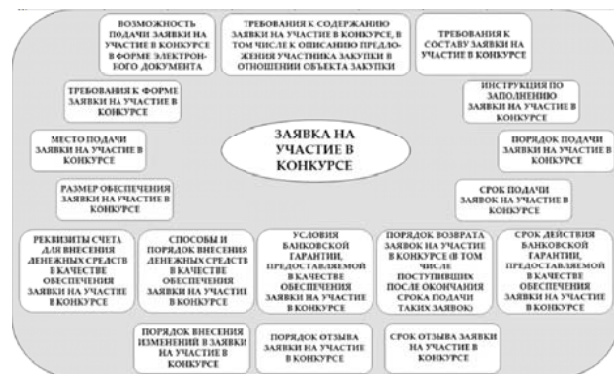 ВОЗМОЖНОСТЬ
ПОДАЧИ ЗАЯВКИ НА
УЧАСТИЕ В КОНКУРСЕ
В ФОРМЕ ЭЛЕКТРОН-
НОГО ДОКУМЕНТА
ТРЕБОВАНИЯ К СОДЕРЖАНИЮ
ЗАЯВКИ НА УЧАСТИЕ В КОНКУРСЕ, В
ТОМ ЧИСЛЕ К ОПИСАНИЮ ПРЕДЛО-
ЖЕНИЯ УЧАСТНИКА ЗАКУПКИ В
ОТНОШЕНИИ ОБЪЕКТА ЗАКУПКИ
ТРЕБОВАНИЯ К
СОСТАВУ ЗАЯВКИ НА
УЧАСТИЕ В КОНКУРСЕ
ТРЕБОВАНИЯ К ФОРМЕ
ЗАЯВКИ НА УЧАСТИЕ В
КОНКУРСЕ
ИНСТРУКЦИЯ ПО
ЗАПОЛНЕНИЮ
ЗАЯВКИ НА УЧАСТИЕ В
КОНКУРСЕ
МЕСТО ПОДАЧИ
ЗАЯВКИ НА УЧАСТИЕ В
КОНКУРСЕ
ЗАЯВКА НА
УЧАСТИЕ В
КОНКУРСЕ
ПОРЯДОК ПОДАЧИ
ЗАЯВКИ НА УЧАСТИЕ В
КОНКУРСЕ
РАЗМЕР ОБЕСПЕЧЕНИЯ
ЗАЯВКИ НА УЧАСТИЕ В
КОНКУРСЕ
СРОК ПОДАЧИ
ЗАЯВОК НА УЧАСТИЕ В
КОНКУРСЕ
РЕКВИЗИТЫ СЧЕТА
ДЛЯ ВНЕСЕНИЯ
ДЕНЕЖНЫХ СРЕДСТВ
В КАЧЕСТВЕ
ОБЕСПЕЧЕНИЯ
ЗАЯВКИ НА УЧАСТИЕ
В КОНКУРСЕ
СПОСОБЫ И
ПОРЯДОК ВНЕСЕНИЯ
ДЕНЕЖНЫХ СРЕДСТВ
В КАЧЕСТВЕ
ОБЕСПЕЧЕНИЯ
ЗАЯВКИ НА УЧАСТИЕ
В КОНКУРСЕ
УСЛОВИЯ
БАНКОВСКОЙ
ГАРАНТИИ,
ПРЕДОСТАВЛЯЕМОЙ
В КАЧЕСТВЕ
ОБЕСПЕЧЕНИЯ
ЗАЯВКИ НА УЧАСТИЕ В
КОНКУРСЕ
ПОРЯДОК ВОЗВРАТА
ЗАЯВОК НА УЧАСТИЕ
В КОНКУРСЕ (В ТОМ
ЧИСЛЕ
ПОСТУПИВШИХ
ПОСЛЕ ОКОНЧАНИЯ
СРОКА ПОДАЧИ
ТАКИХ ЗАЯВОК)
СРОК ДЕЙСТВИЯ
БАНКОВСКОЙ
ГАРАНТИИ,
ПРЕДОСТАВЛЯЕМОЙ
В КАЧЕСТВЕ
ОБЕСПЕЧЕНИЯ
ЗАЯВКИ НА УЧАСТИЕ В
КОНКУРСЕ
ПОРЯДОК ВНЕСЕНИЯ
ИЗМЕНЕНИЙ В ЗАЯВКИ
НА УЧАСТИЕ В
КОНКУРСЕ
ПОРЯДОК ОТЗЫВА
ЗАЯВКИ НА УЧАСТИЕ
В КОНКУРСЕ
СРОК ОТЗЫВА ЗАЯВКИ
НА УЧАСТИЕ В
КОНКУРСЕ